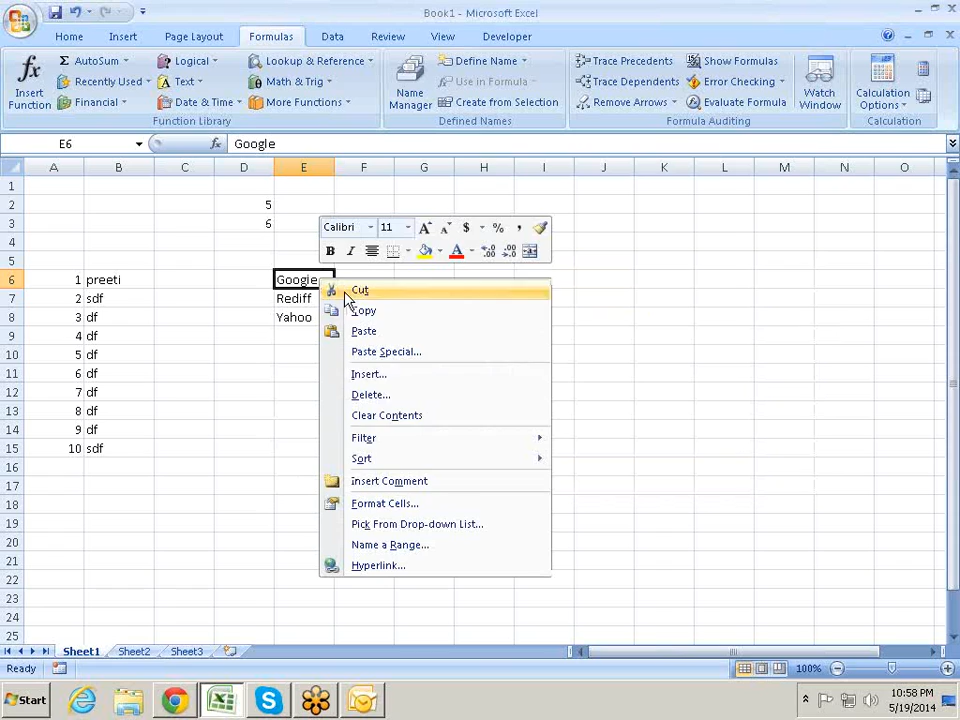 Book1 - Microsoft Excel
Home Insert Page Layout Formulas Data Review View Developer
Insert Function
AutoSum
Recently Used
Financial
Logical
Text
Date & Time
Lookup & Reference
Math & Trig
More Functions
Function Library
Name Manager
Define Name
Use in Formula
Create from Selection
Defined Names
Trace Precedents
Trace Dependents
Remove Arrows
Show Formulas
Error Checking
Evaluate Formula
Formula Auditing
Watch Window
Calculation Options
Calculation
E6 fx Google
A B C D E F G H I J K L M N O
1
2 5
3 6
4
5
6 1 preeti Google
7 2 sdf Rediff
8 3 df Yahoo
9 4 df
10 5 df
11 6 df
12 7 df
13 8 df
14 9 df
15 10 sdf
16
17
18
19
20
21
22
23
24
25
Calibri 11 A A $ % ,
B I A .00 .00
Cut
Copy
Paste
Paste Special...
Insert...
Delete...
Clear Contents
Filter
Sort
Insert Comment
Format Cells...
Pick From Drop-down List...
Name a Range...
Hyperlink...
Sheet1 Sheet2 Sheet3
Ready 100%
Start
10:58 PM
5/19/2014